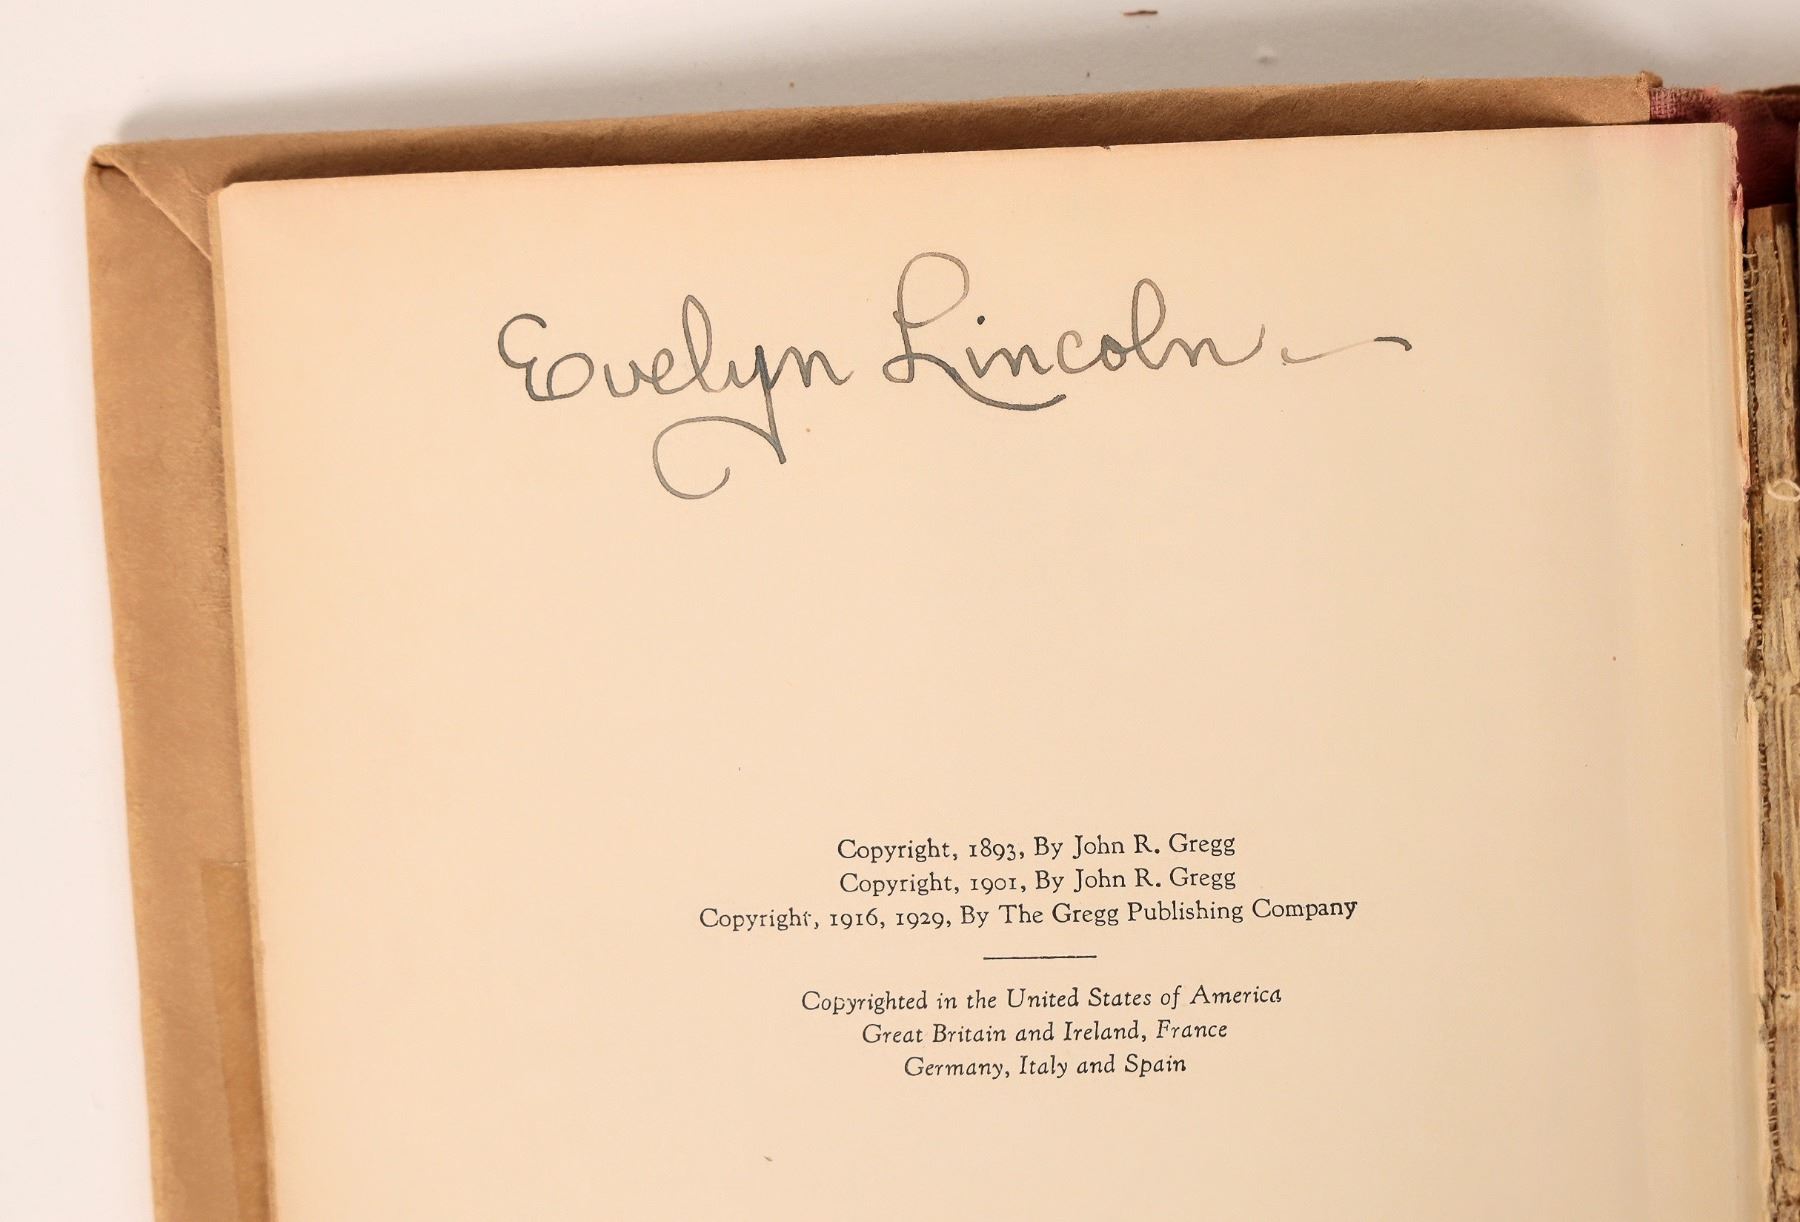 Evelyn Lincoln
Copyright, 1893, By John R. Gregg
Copyright, 1901, By John R. Gregg
Copyright, 1916, 1929, By The Gregg Publishing Company
Copyrighted in the United States of America
Great Britain and Ireland, France
Germany, Italy and Spain